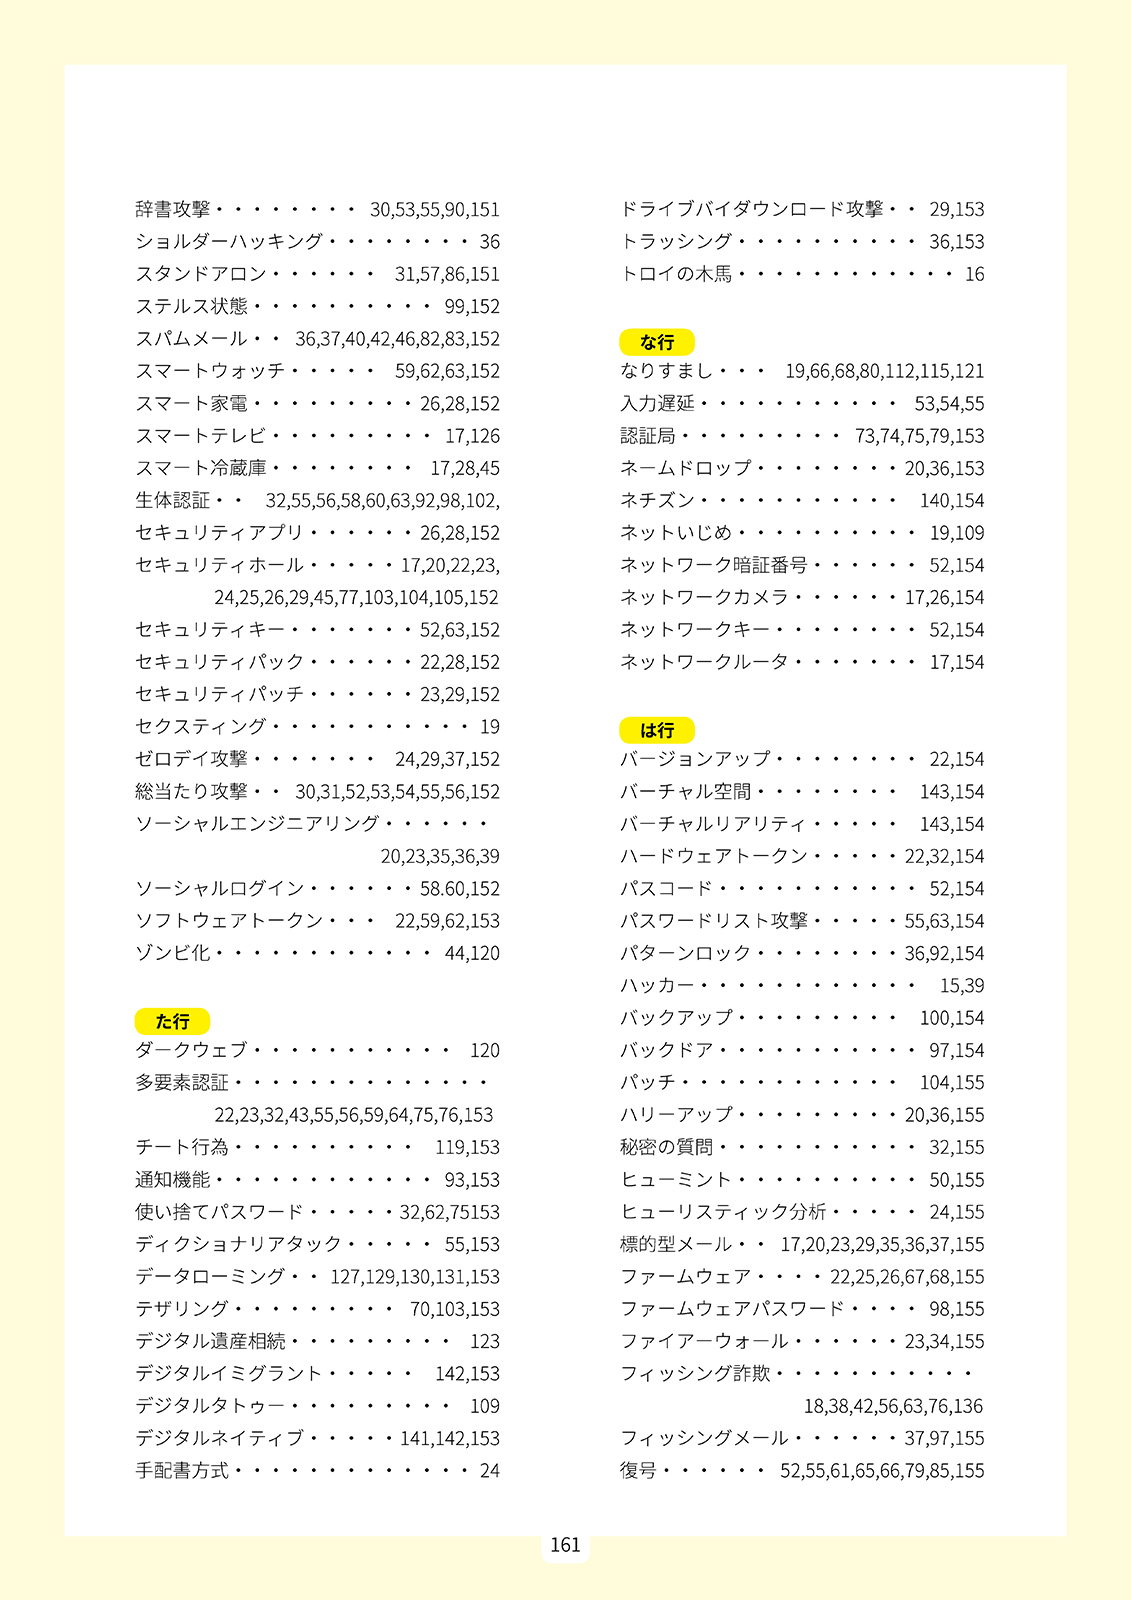 辞書攻撃・・・・・・・・ 30,53,55,90,151
ショルダーハッキング・・・・・・・・ 36
スタンドアロン・・・・・・ 31,57,86,151
ステルス状態・・・・・・・・・・ 99,152
スパムメール・・ 36,37,40,42,46,82,83,152
スマートウォッチ・・・・・ 59,62,63,152
スマート家電・・・・・・・・・26,28,152
スマートテレビ・・・・・・・・・ 17,126
スマート冷蔵庫・・・・・・・・ 17,28,45
生体認証・・ 32,55,56,58,60,63,92,98,102,
セキュリティアプリ・・・・・・26,28,152
セキュリティホール・・・・・17,20,22,23,
24,25,26,29,45,77,103,104,105,152
セキュリティキー・・・・・・・52,63,152
セキュリティパック・・・・・・22,28,152
セキュリティパッチ・・・・・・23,29,152
セクスティング・・・・・・・・・・・ 19
ゼロデイ攻撃・・・・・・・ 24,29,37,152
総当たり攻撃・・ 30,31,52,53,54,55,56,152
ソーシャルエンジニアリング・・・・・・
20,23,35,36,39
ソーシャルログイン・・・・・・58.60,152
ソフトウェアトークン・・・ 22,59,62,153
ゾンビ化・・・・・・・・・・・・ 44,120
た行
ダークウェブ・・・・・・・・・・・ 120
多要素認証・・・・・・・・・・・・・・
22,23,32,43,55,56,59,64,75,76,153
チート行為・・・・・・・・・・ 119,153
通知機能・・・・・・・・・・・・ 93,153
使い捨てパスワード・・・・・32,62,75153
ディクショナリアタック・・・・・ 55,153
データローミング・・ 127,129,130,131,153
テザリング・・・・・・・・・ 70,103,153
デジタル遺産相続・・・・・・・・・ 123
デジタルイミグラント・・・・・ 142,153
デジタルタトゥー・・・・・・・・・ 109
デジタルネイティブ・・・・・141,142,153
手配書方式・・・・・・・・・・・・・ 24
ドライブバイダウンロード攻撃・・ 29,153
トラッシング・・・・・・・・・・ 36,153
トロイの木馬・・・・・・・・・・・・ 16
な行
なりすまし・・・ 19,66,68,80,112,115,121
入力遅延・・・・・・・・・・・ 53,54,55
認証局・・・・・・・・・ 73,74,75,79,153
ネームドロップ・・・・・・・・20,36,153
ネチズン・・・・・・・・・・・ 140,154
ネットいじめ・・・・・・・・・・ 19,109
ネットワーク暗証番号・・・・・・ 52,154
ネットワークカメラ・・・・・・17,26,154
ネットワークキー・・・・・・・・ 52,154
ネットワークルータ・・・・・・・ 17,154
は行
バージョンアップ・・・・・・・・ 22,154
バーチャル空間・・・・・・・・ 143,154
バーチャルリアリティ・・・・・ 143,154
ハードウェアトークン・・・・・22,32,154
パスコード・・・・・・・・・・・ 52,154
パスワードリスト攻撃・・・・・55,63,154
パターンロック・・・・・・・・36,92,154
ハッカー・・・・・・・・・・・・ 15,39
バックアップ・・・・・・・・・ 100,154
バックドア・・・・・・・・・・・ 97,154
パッチ・・・・・・・・・・・・ 104,155
ハリーアップ・・・・・・・・・20,36,155
秘密の質問・・・・・・・・・・・ 32,155
ヒューミント・・・・・・・・・・ 50,155
ヒューリスティック分析・・・・・ 24,155
標的型メール・・ 17,20,23,29,35,36,37,155
ファームウェア・・・・22,25,26,67,68,155
ファームウェアパスワード・・・・ 98,155
ファイアーウォール・・・・・・23,34,155
フィッシング詐欺・・・・・・・・・・・
18,38,42,56,63,76,136
フィッシングメール・・・・・・37,97,155
復号・・・・・・ 52,55,61,65,66,79,85,155
161